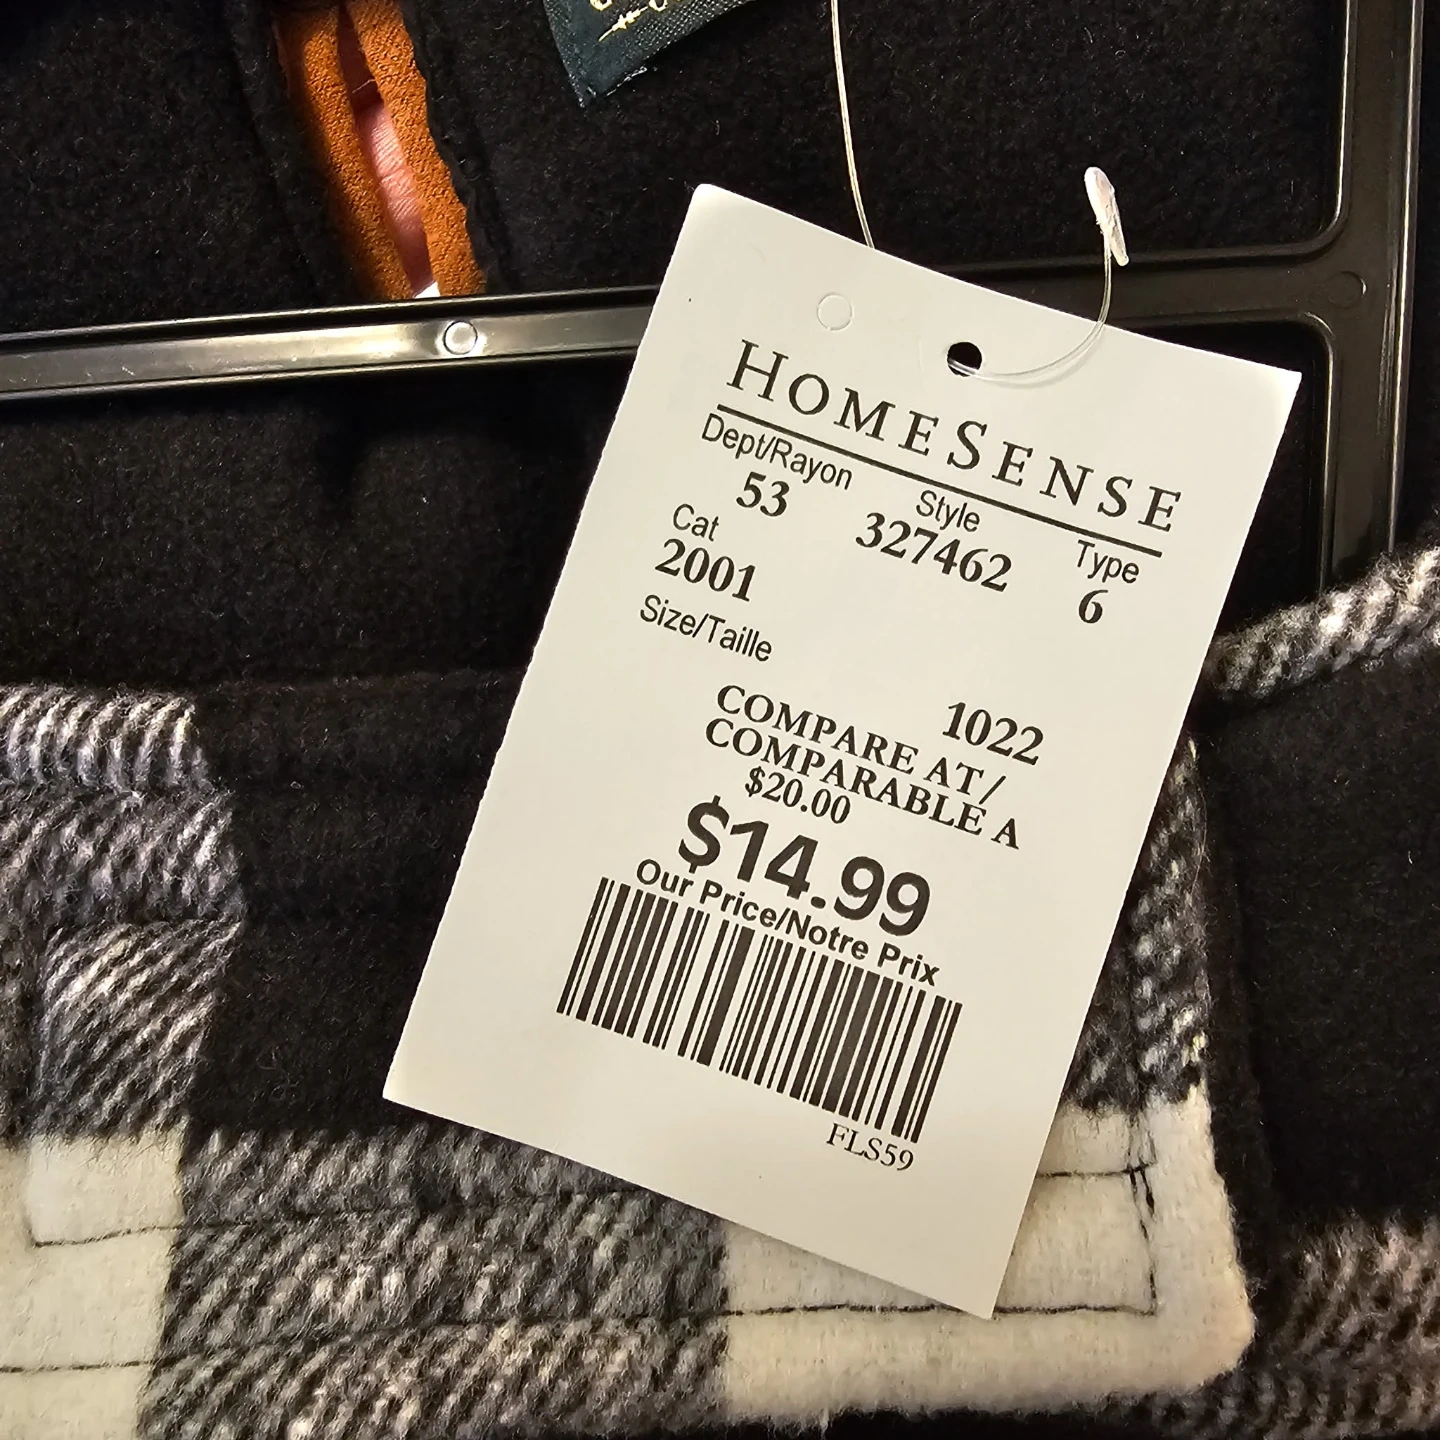 HOMESENSE
Dept/Rayon Style Type
53 327462 6
Cat
2001
Size/Taille
1022
COMPARE AT/
COMPARABLE A
$20.00
$14.99
Our Price/Notre Prix
FLS59